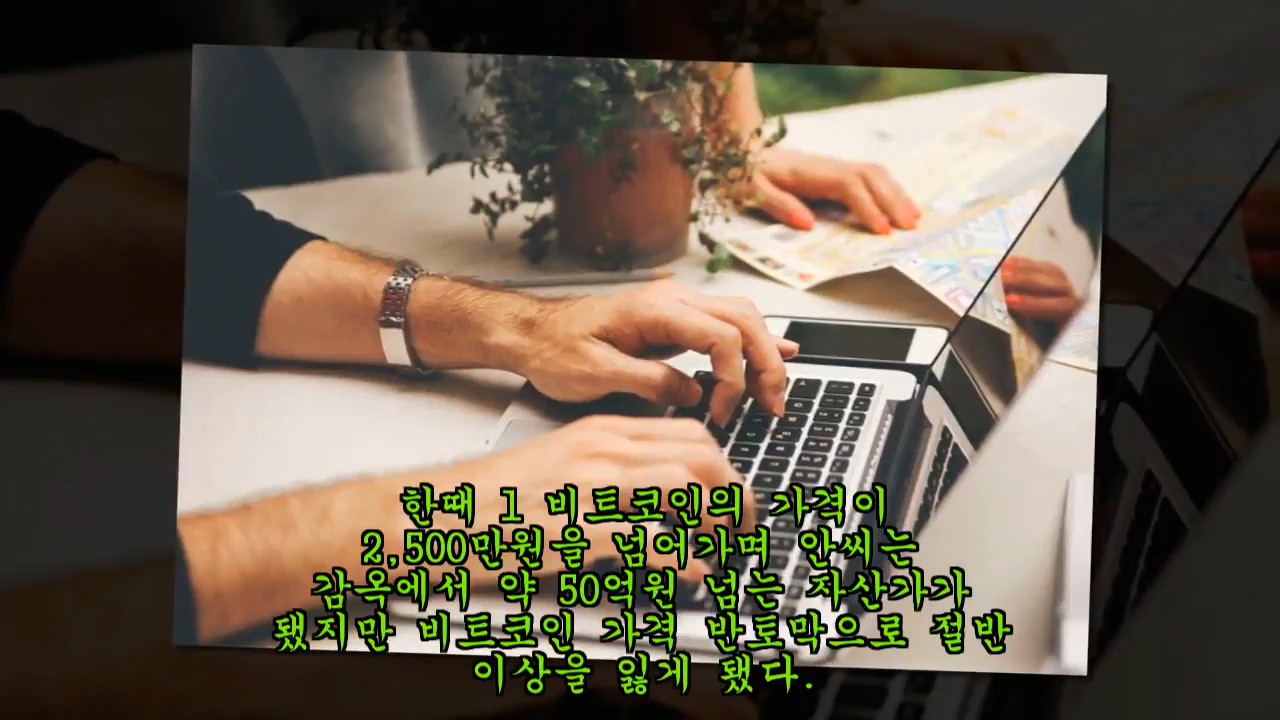 한때 1 비트코인의 가격이
2,500만원을 넘어가며 안씨는
감옥에서 약 50억원 넘는 자산가가
됐지만 비트코인 가격 반토막으로 절반
이상을 잃게 됐다.